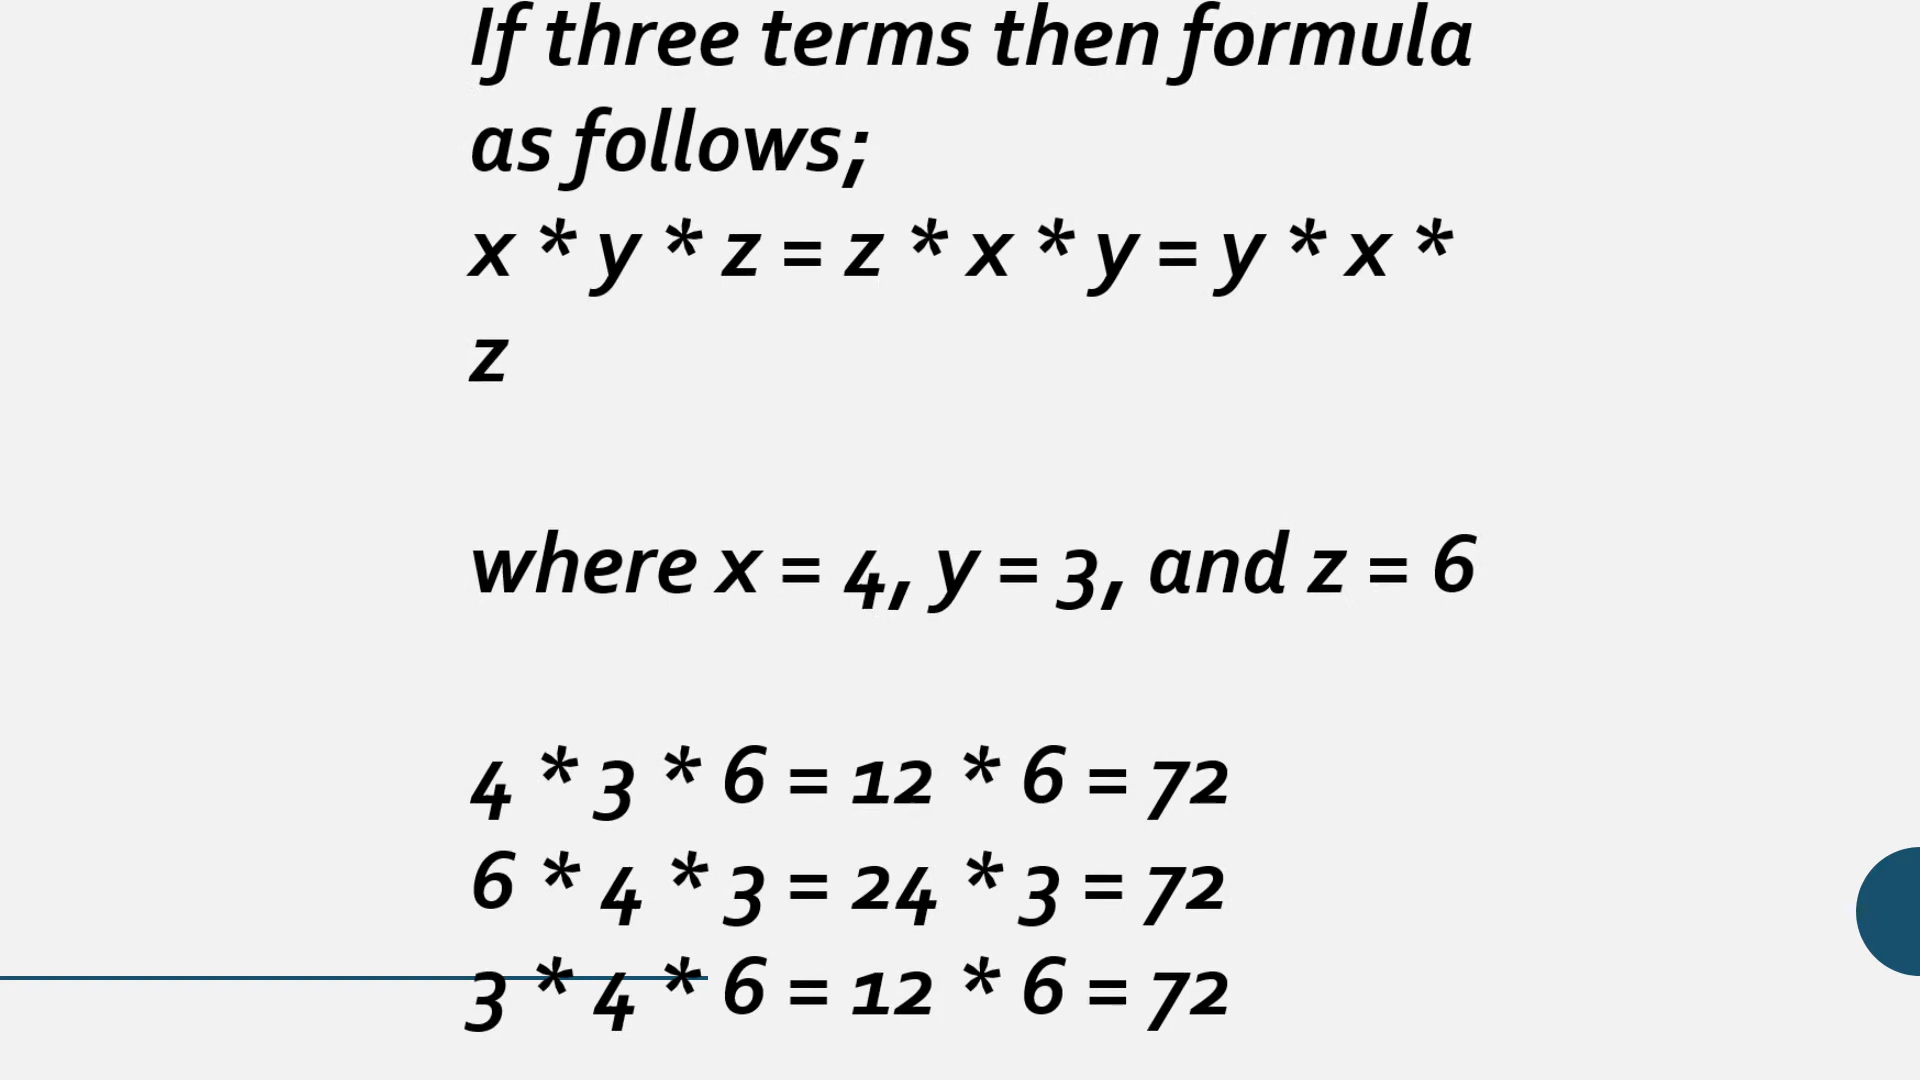 If three terms then formula
as follows;
x * y * z = z * x * y = y * x *
z
where x = 4, y = 3, and z = 6
4 * 3 * 6 = 12 * 6 = 72
6 * 4 * 3 = 24 * 3 = 72
3 * 4 * 6 = 12 * 6 = 72